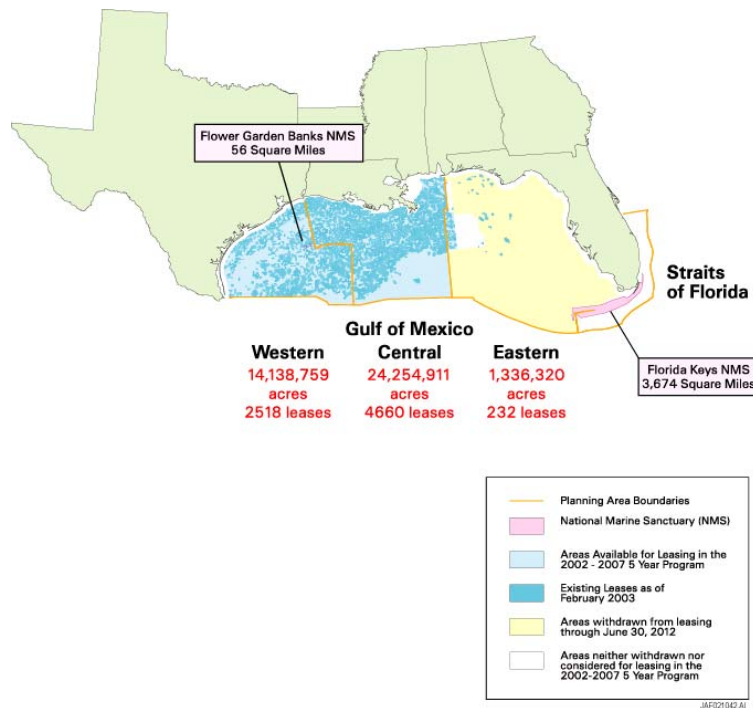 Flower Garden Banks NMS
56 Square Miles
Straits
of Florida
Gulf of Mexico
Western
Central
Eastern
14,138,759
acres
2518 leases
24,254,911
acres
4660 leases
1,336,320
acres
232 leases
Florida Keys NMS
3,674 Square Miles
Planning Area Boundaries
National Marine Sanctuary (NMS)
Areas Available for Leasing in the
2002 - 2007 5 Year Program
Existing Leases as of
February 2003
Areas withdrawn from leasing
through June 30, 2012
Areas neither withdrawn nor
considered for leasing in the
2002-2007 5 Year Program
JAF021042.AI